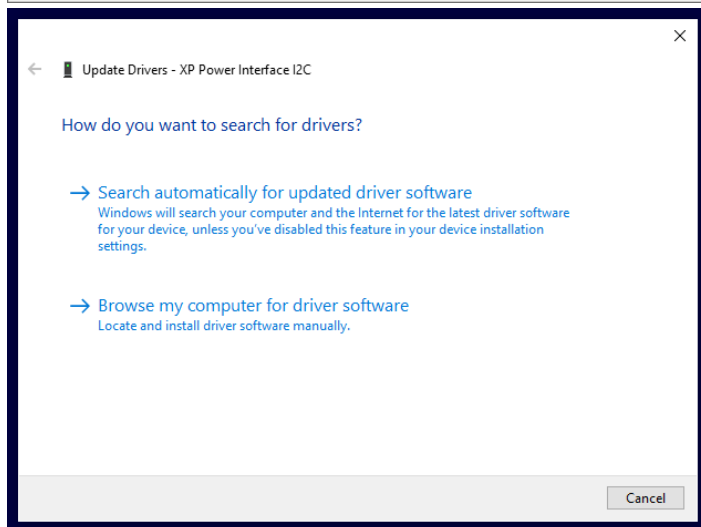 Update Drivers - XP Power Interface I2C
How do you want to search for drivers?
Search automatically for updated driver software
Windows will search your computer and the Internet for the latest driver software
for your device, unless you've disabled this feature in your device installation
settings.
Browse my computer for driver software
Locate and install driver software manually.
Cancel